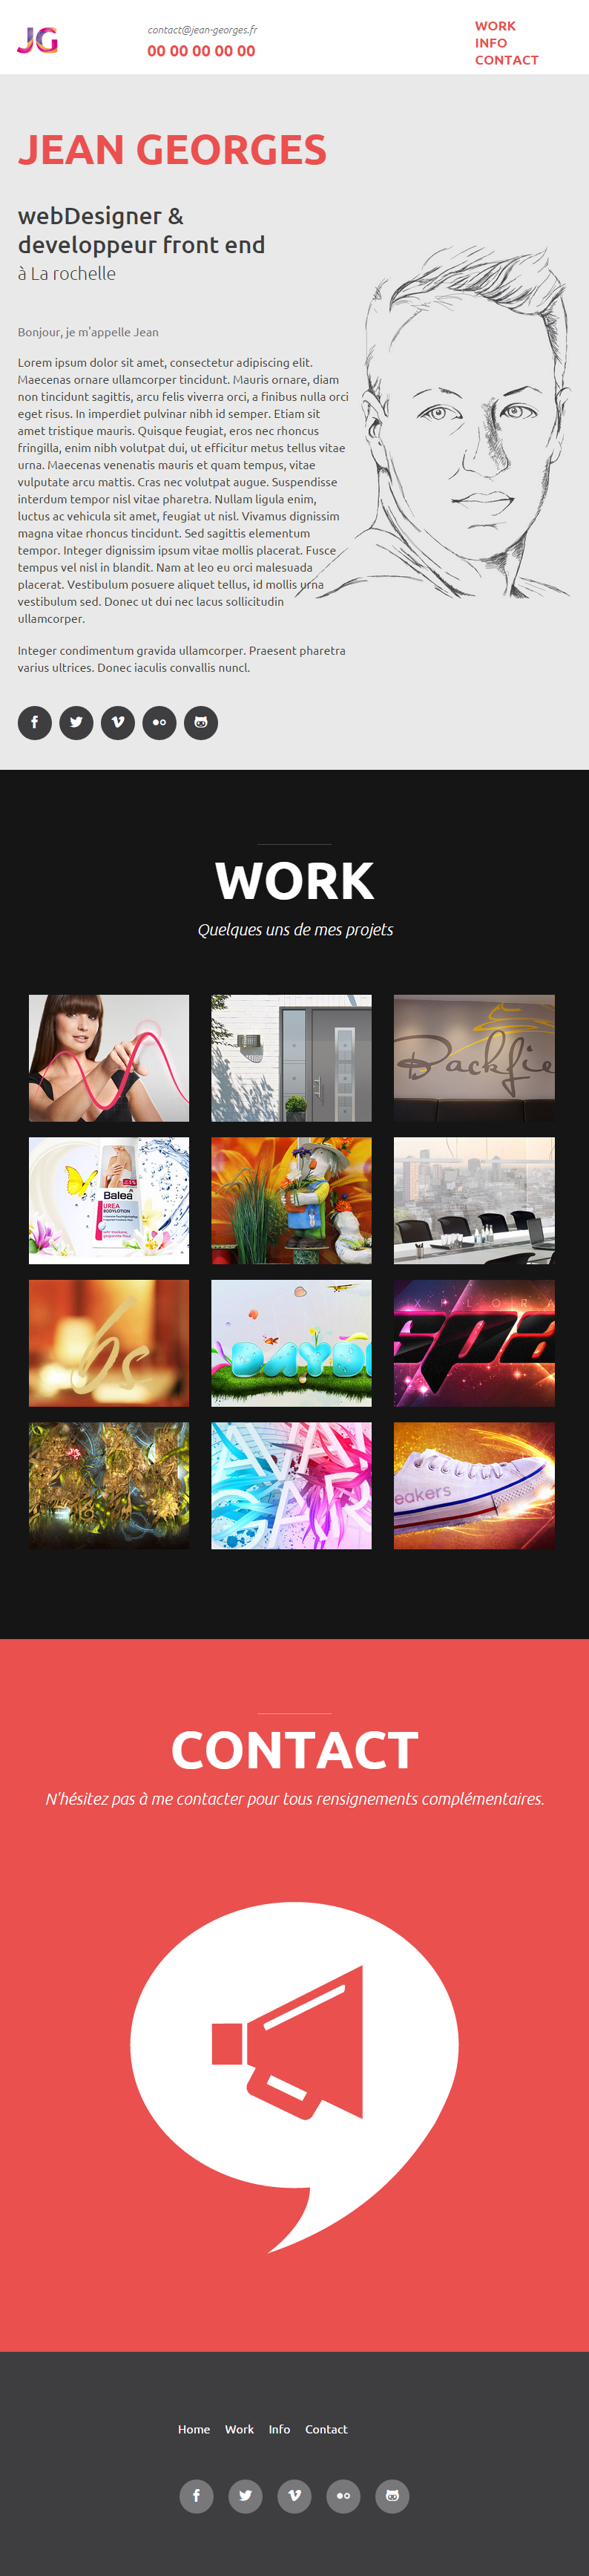 JG
contact@jean-georges.fr
00 00 00 00 00
WORK
INFO
CONTACT
JEAN GEORGES
webDesigner &
developpeur front end
à La rochelle
Bonjour, je m'appelle Jean
Lorem ipsum dolor sit amet, consectetur adipiscing elit.
Maecenas ornare ullamcorper tincidunt. Mauris ornare, diam
non tincidunt sagittis, arcu felis viverra orci, a finibus nulla orci
eget risus. In imperdiet pulvinar nibh id semper. Etiam sit
amet tristique mauris. Quisque feugiat, eros nec rhoncus
fringilla, enim nibh volutpat dui, ut efficitur metus tellus vitae
urna. Maecenas venenatis mauris et quam tempus, vitae
vulputate arcu mattis. Cras nec volutpat augue. Suspendisse
interdum tempor nisl vitae pharetra. Nullam ligula enim,
luctus ac vehicula sit amet, feugiat ut nisl. Vivamus dignissim
magna vitae rhoncus tincidunt. Sed sagittis elementum
tempor. Integer dignissim ipsum vitae mollis placerat. Fusce
tempus vel nisl in blandit. Nam at leo eu orci malesuada
placerat. Vestibulum posuere aliquet tellus, id mollis urna
vestibulum sed. Donec ut dui nec lacus sollicitudin
ullamcorper.
Integer condimentum gravida ullamcorper. Praesent pharetra
varius ultrices. Donec iaculis convallis nuncl.
WORK
Quelques uns de mes projets
Backfie
Balea
UREA
BODYLOTION
bs
XPLORA
spa
eakers
CONTACT
N'hésitez pas à me contacter pour tous rensignements complémentaires.
Home Work Info Contact